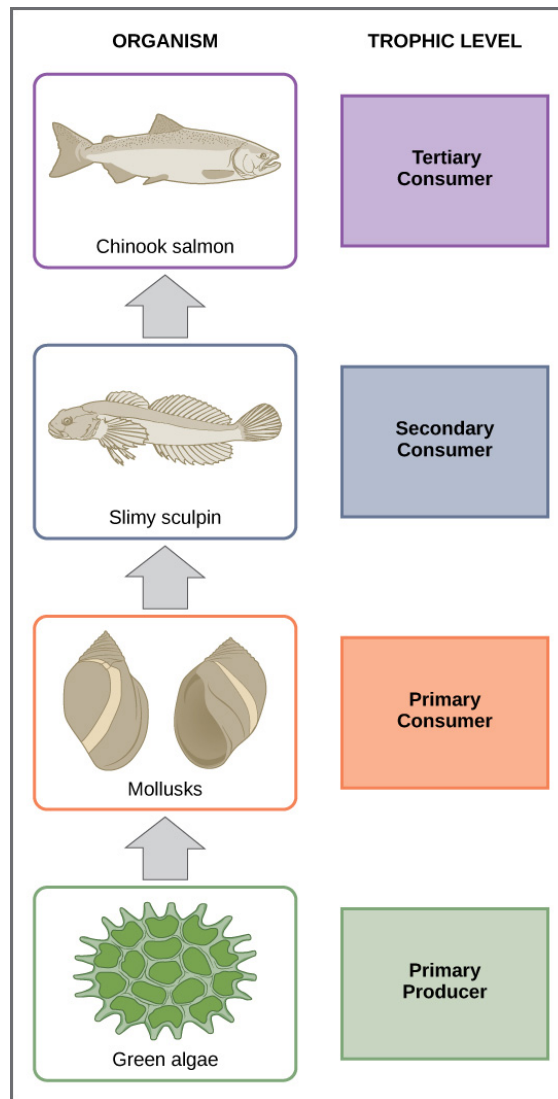 ORGANISM
TROPHIC LEVEL
Chinook salmon
Tertiary
Consumer
Slimy sculpin
Secondary
Consumer
Mollusks
Primary
Consumer
Green algae
Primary
Producer